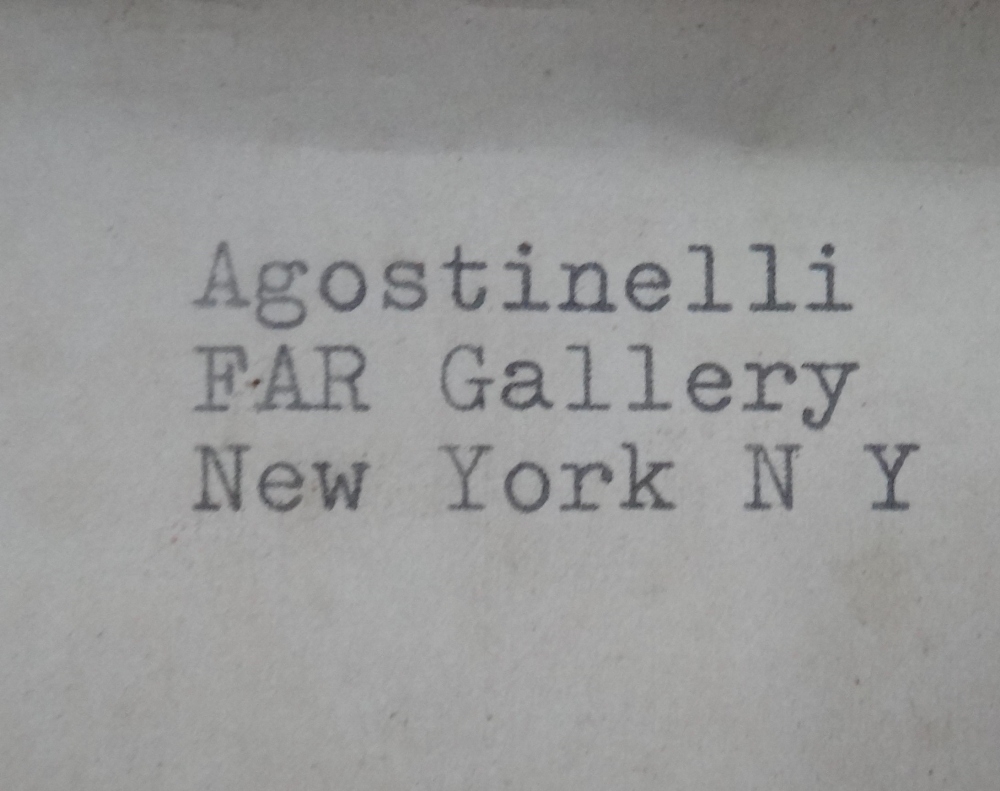 Agostinelli
FAR Gallery
New York N Y